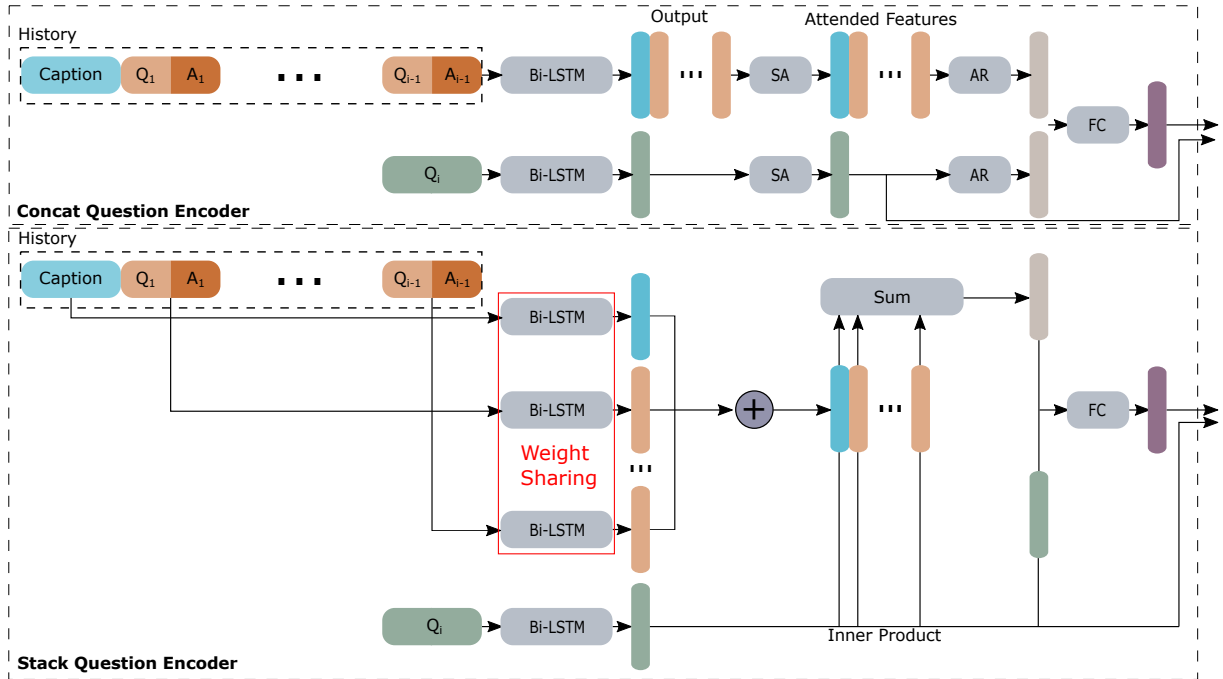 Output
Attended Features
History
Caption
Q1
A1
...
Qi-1
Ai-1
Bi-LSTM
...
SA
...
AR
FC
Qi
Bi-LSTM
SA
AR
Concat Question Encoder
History
Caption
Q1
A1
...
Qi-1
Ai-1
Bi-LSTM
Sum
Bi-LSTM
+
...
FC
Weight
Sharing
...
Bi-LSTM
Qi
Bi-LSTM
Inner Product
Stack Question Encoder